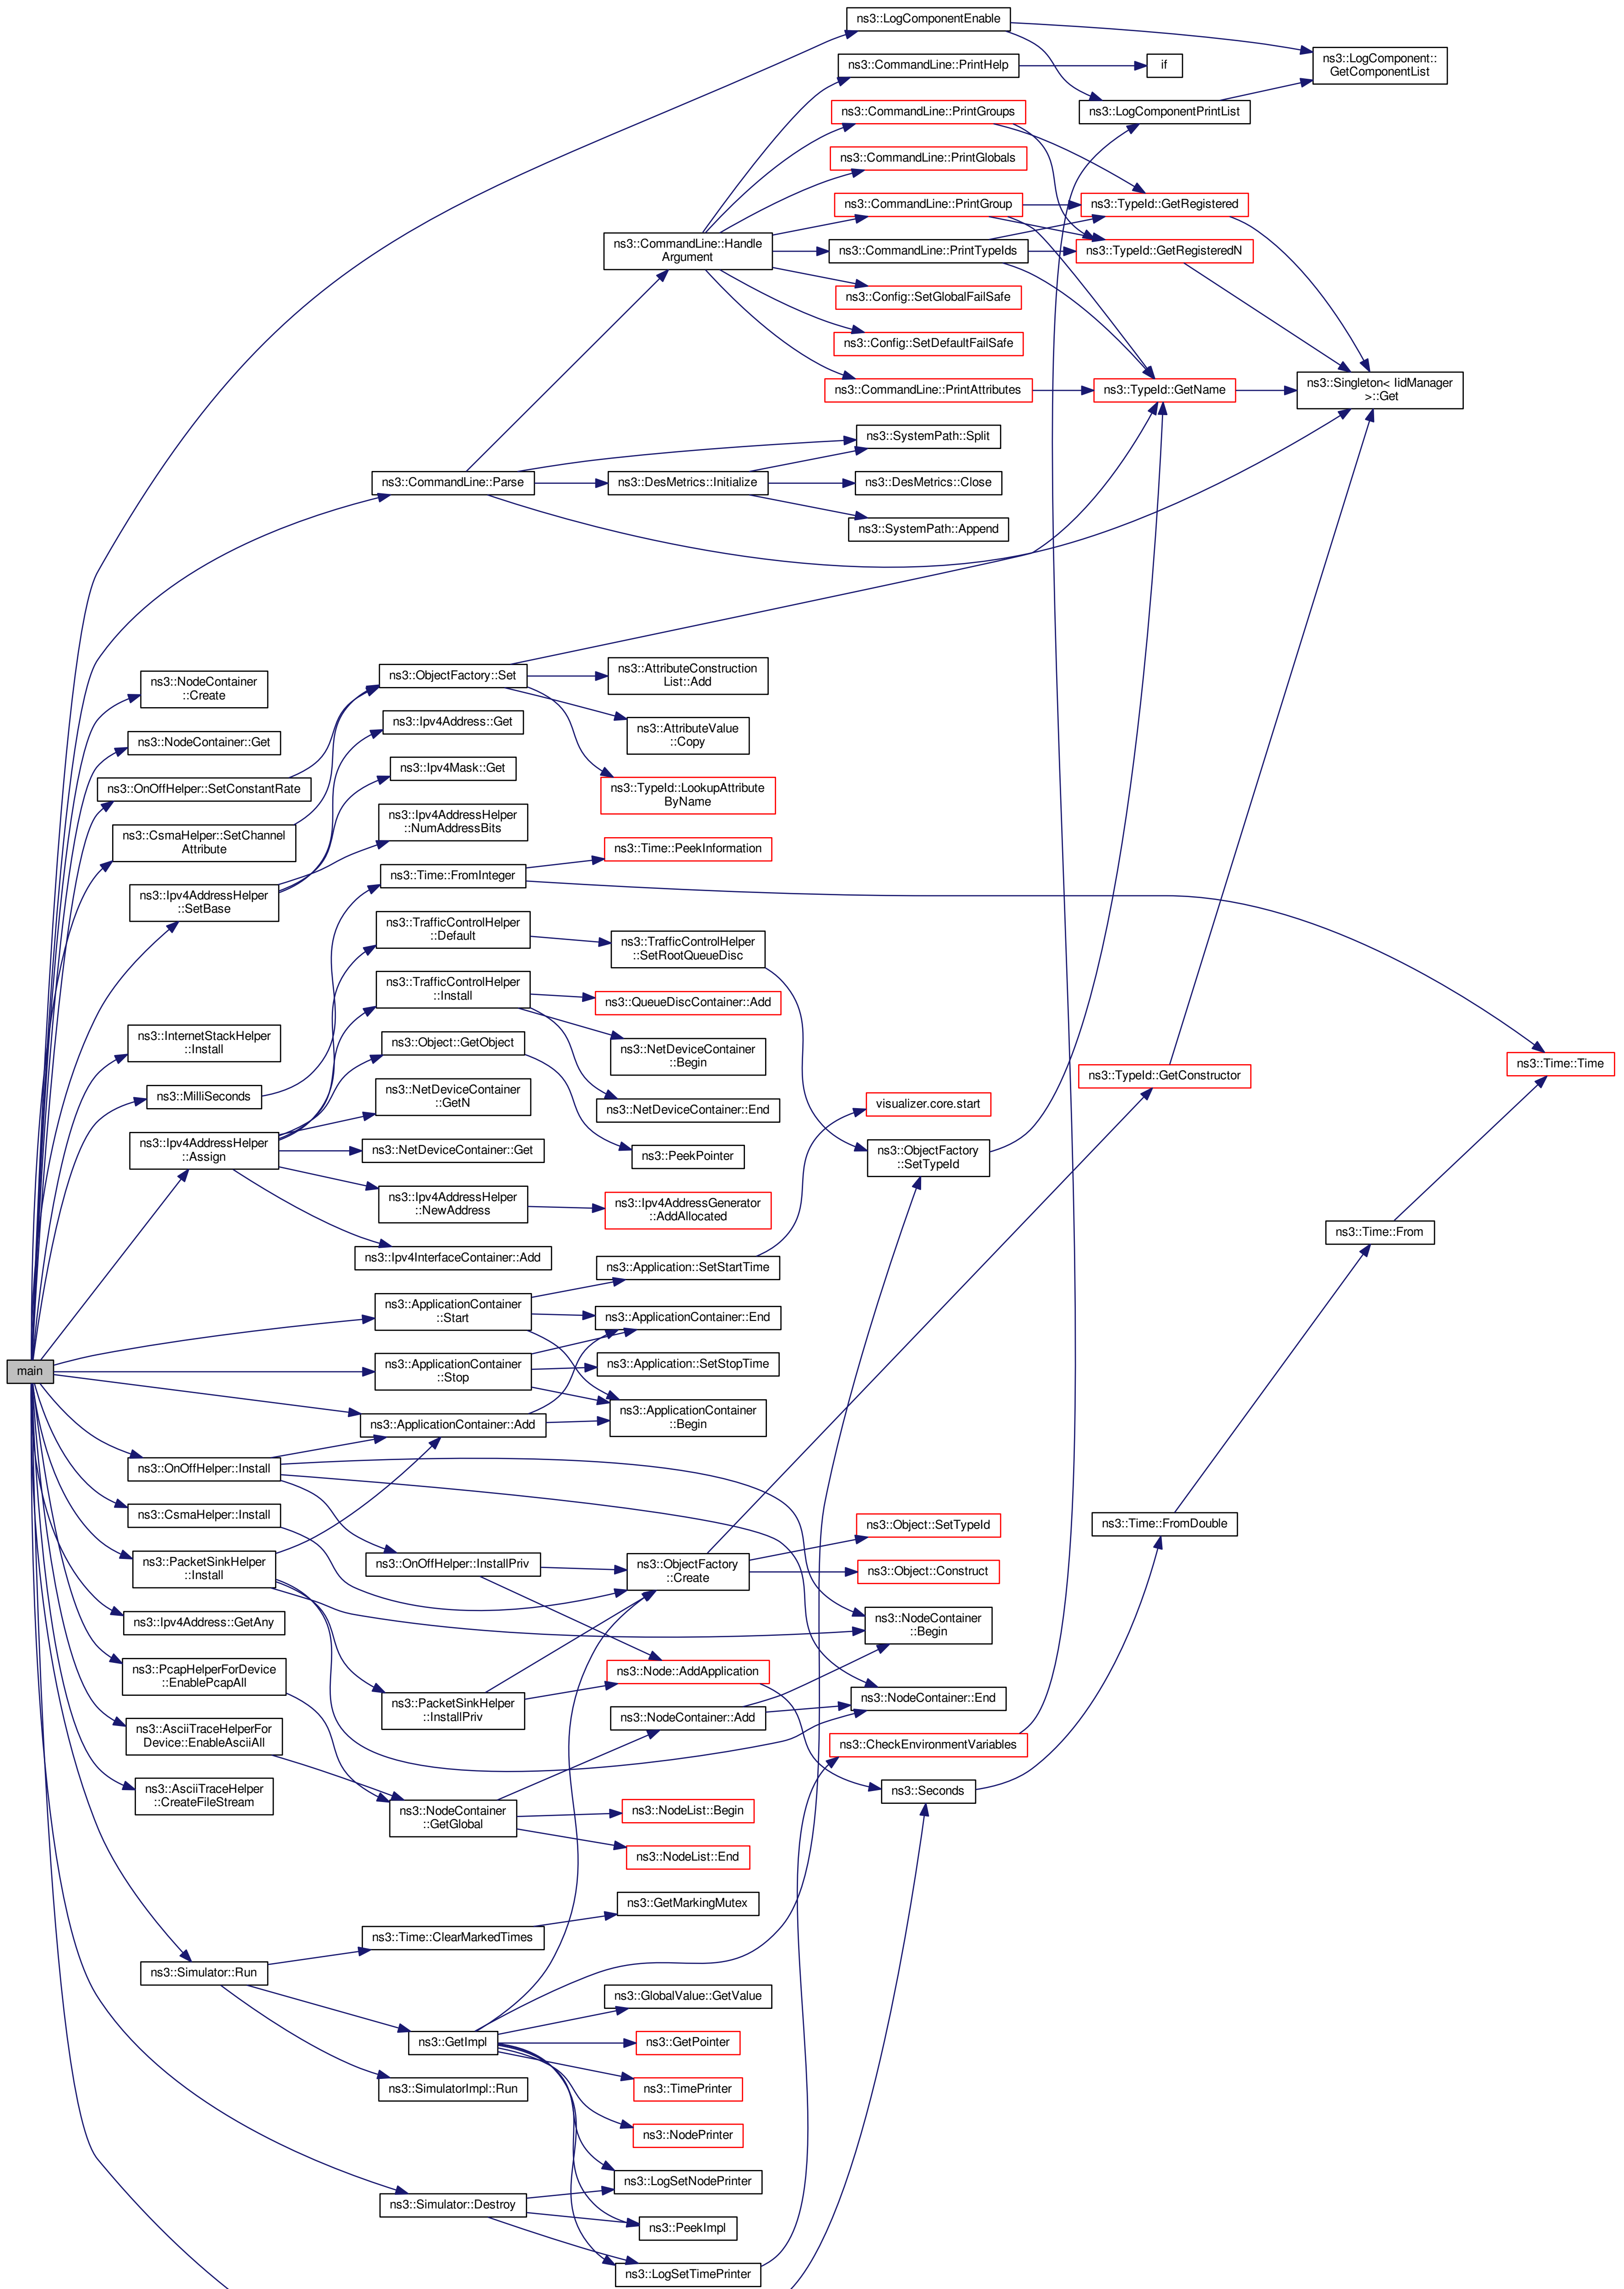 ns3::LogComponentEnable
ns3::LogComponent::
GetComponentList
ns3::CommandLine::PrintHelp
if
ns3::CommandLine::PrintGroups
ns3::LogComponentPrintList
ns3::CommandLine::PrintGlobals
ns3::CommandLine::PrintGroup
ns3::TypeId::GetRegistered
ns3::CommandLine::Handle
Argument
ns3::CommandLine::PrintTypeIds
ns3::TypeId::GetRegisteredN
ns3::Config::SetGlobalFailSafe
ns3::Config::SetDefaultFailSafe
ns3::CommandLine::PrintAttributes
ns3::TypeId::GetName
ns3::Singleton< IidManager
>::Get
ns3::SystemPath::Split
ns3::CommandLine::Parse
ns3::DesMetrics::Initialize
ns3::DesMetrics::Close
ns3::SystemPath::Append
ns3::NodeContainer
::Create
ns3::ObjectFactory::Set
ns3::AttributeConstruction
List::Add
ns3::NodeContainer::Get
ns3::Ipv4Address::Get
ns3::AttributeValue
::Copy
ns3::OnOffHelper::SetConstantRate
ns3::Ipv4Mask::Get
ns3::TypeId::LookupAttribute
ByName
ns3::CsmaHelper::SetChannel
Attribute
ns3::Ipv4AddressHelper
::NumAddressBits
ns3::Time::PeekInformation
ns3::Ipv4AddressHelper
::SetBase
ns3::Time::FromInteger
ns3::TrafficControlHelper
::Default
ns3::TrafficControlHelper
::SetRootQueueDisc
ns3::TrafficControlHelper
::Install
ns3::QueueDiscContainer::Add
ns3::InternetStackHelper
::Install
ns3::Object::GetObject
ns3::NetDeviceContainer
::Begin
ns3::Time::Time
ns3::MilliSeconds
ns3::NetDeviceContainer
::GetN
ns3::NetDeviceContainer::End
visualizer.core.start
ns3::TypeId::GetConstructor
ns3::Ipv4AddressHelper
::Assign
ns3::NetDeviceContainer::Get
ns3::PeekPointer
ns3::ObjectFactory
::SetTypeId
ns3::Ipv4AddressHelper
::NewAddress
ns3::Ipv4AddressGenerator
::AddAllocated
ns3::Time::From
ns3::Ipv4InterfaceContainer::Add
ns3::Application::SetStartTime
ns3::ApplicationContainer
::Start
ns3::ApplicationContainer::End
main
ns3::ApplicationContainer
::Stop
ns3::Application::SetStopTime
ns3::ApplicationContainer::Add
ns3::ApplicationContainer
::Begin
ns3::OnOffHelper::Install
ns3::CsmaHelper::Install
ns3::Object::SetTypeId
ns3::Time::FromDouble
ns3::PacketSinkHelper
::Install
ns3::OnOffHelper::InstallPriv
ns3::ObjectFactory
::Create
ns3::Object::Construct
ns3::Ipv4Address::GetAny
ns3::NodeContainer
::Begin
ns3::PcapHelperForDevice
::EnablePcapAll
ns3::Node::AddApplication
ns3::PacketSinkHelper
::InstallPriv
ns3::NodeContainer::End
ns3::AsciiTraceHelperFor
Device::EnableAsciiAll
ns3::NodeContainer::Add
ns3::CheckEnvironmentVariables
ns3::AsciiTraceHelper
::CreateFileStream
ns3::NodeContainer
::GetGlobal
ns3::NodeList::Begin
ns3::Seconds
ns3::NodeList::End
ns3::GetMarkingMutex
ns3::Time::ClearMarkedTimes
ns3::Simulator::Run
ns3::GlobalValue::GetValue
ns3::GetImpl
ns3::GetPointer
ns3::SimulatorImpl::Run
ns3::TimePrinter
ns3::NodePrinter
ns3::LogSetNodePrinter
ns3::Simulator::Destroy
ns3::PeekImpl
ns3::LogSetTimePrinter